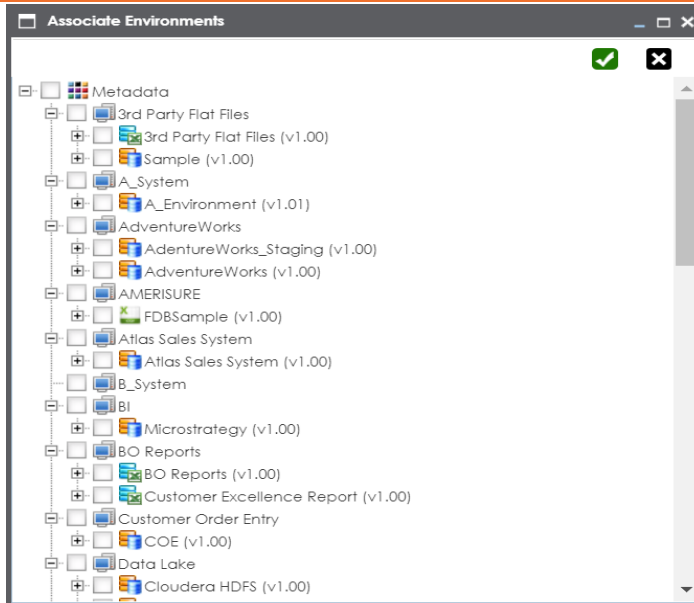 Associate Environments
Metadata
3rd Party Flat Files
3rd Party Flat Files (v1.00)
Sample (v1.00)
A_System
A_Environment (v1.01)
AdventureWorks
AdentureWorks_Staging (v1.00)
AdventureWorks (v1.00)
AMERISURE
FDBSample (v1.00)
Atlas Sales System
Atlas Sales System (v1.00)
B_System
BI
Microstrategy (v1.00)
BO Reports
BO Reports (v1.00)
Customer Excellence Report (v1.00)
Customer Order Entry
COE (v1.00)
Data Lake
Cloudera HDFS (v1.00)